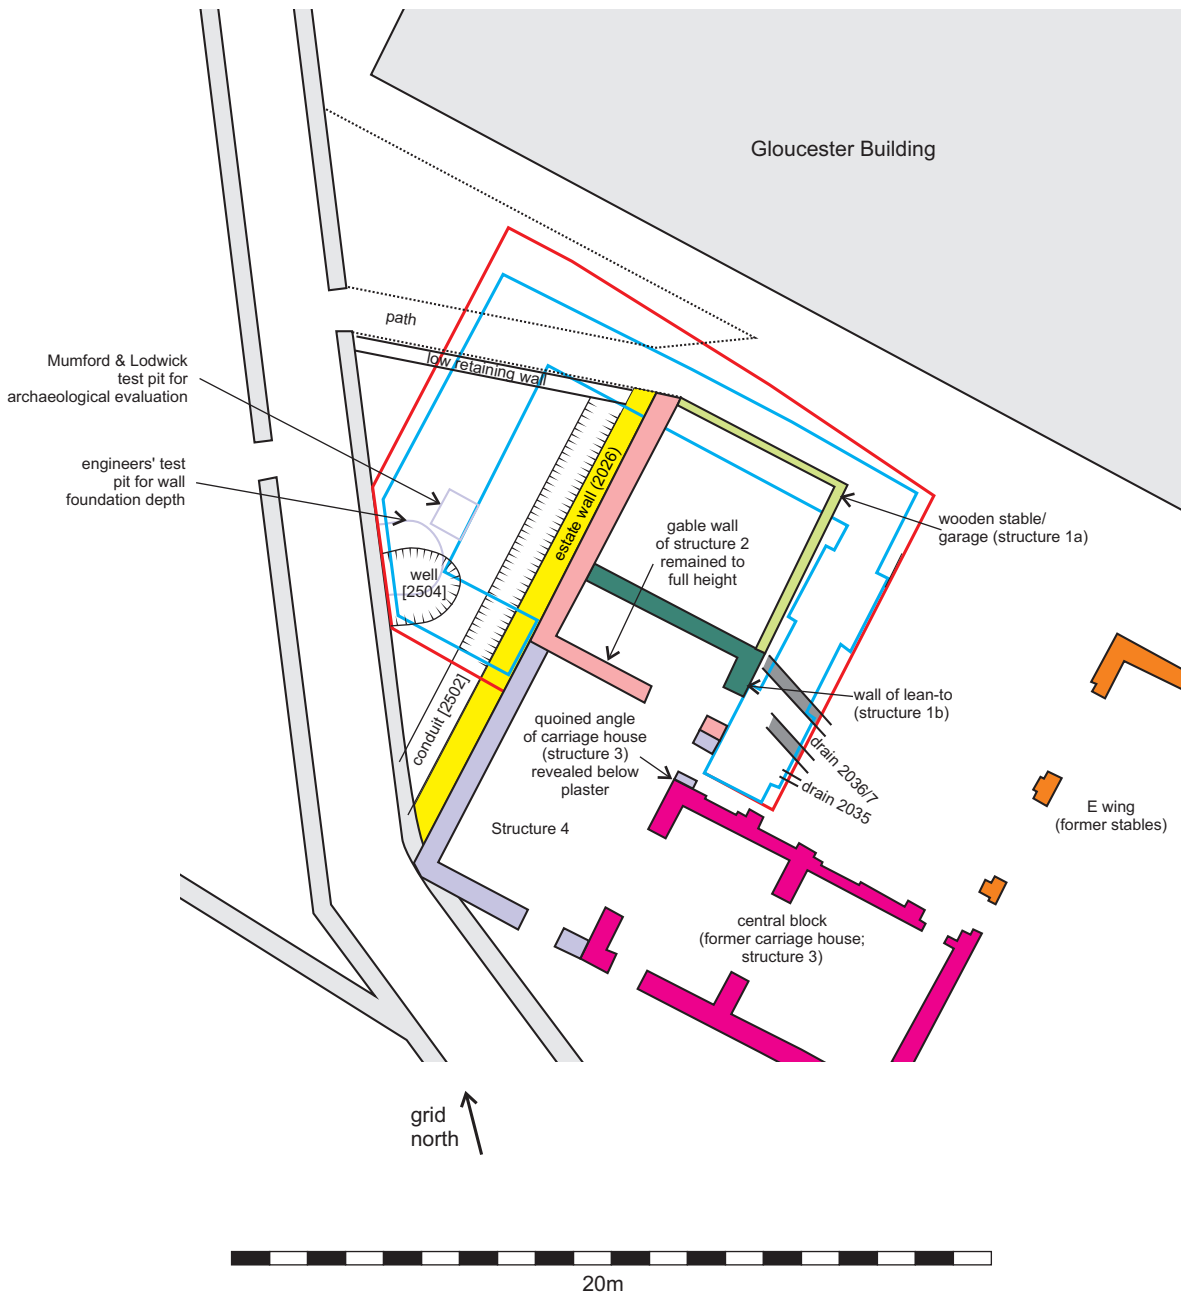 Gloucester Building
path
low retaining wall
Mumford & Lodwick
test pit for
archaeological evaluation
engineers' test
pit for wall
foundation depth
estate wall (2026)
gable wall
of structure 2
remained to
full height
wooden stable/
garage (structure 1a)
well
[2504]
wall of lean-to
(structure 1b)
conduit [2502]
quoined angle
of carriage house
(structure 3)
revealed below
plaster
drain 2036/7
drain 2035
E wing
(former stables)
Structure 4
central block
(former carriage house;
structure 3)
grid
north
20m